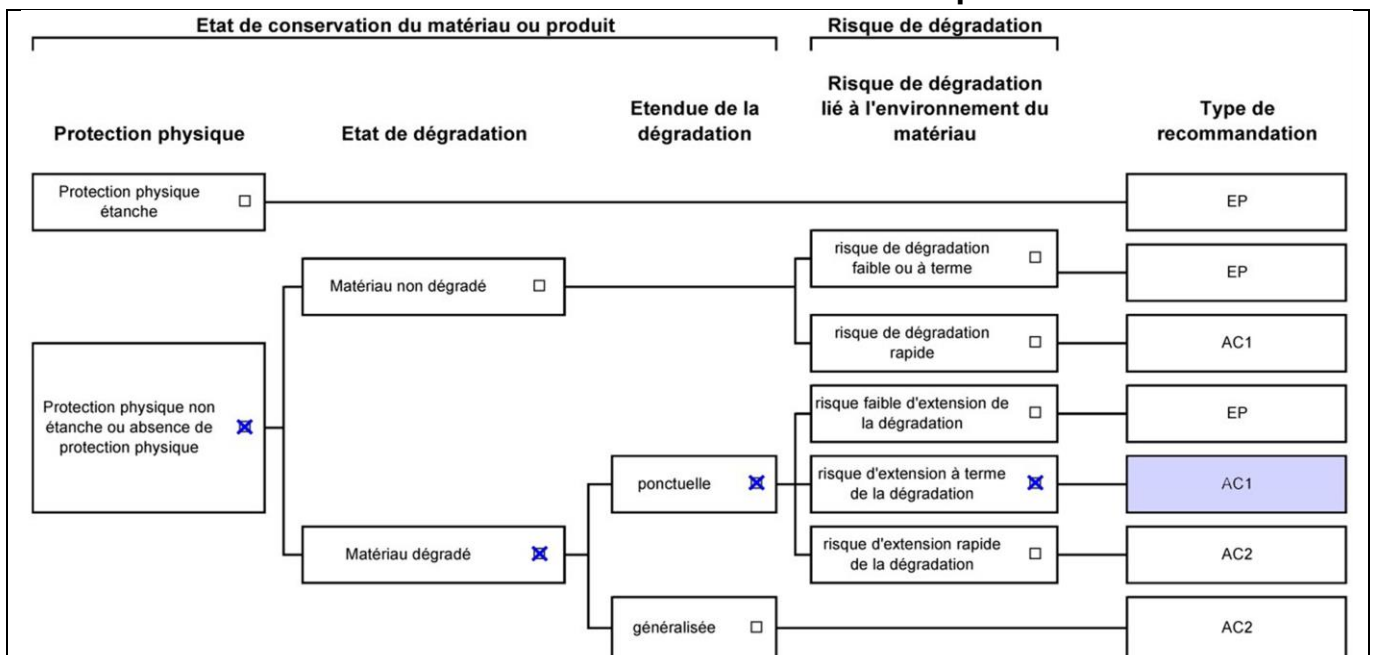 Etat de conservation du matériau ou produit
Risque de dégradation
Protection physique
Etat de dégradation
Etendue de la
dégradation
Risque de dégradation
lié à l'environnement du
matériau
Type de
recommandation
Protection physique
étanche
EP
risque de dégradation
faible ou à terme
EP
Matériau non dégradé
risque de dégradation
rapide
AC1
Protection physique non
étanche ou absence de
protection physique
risque faible d'extension de
la dégradation
EP
ponctuelle
risque d'extension à terme
de la dégradation
AC1
Matériau dégradé
risque d'extension rapide
de la dégradation
AC2
généralisée
AC2